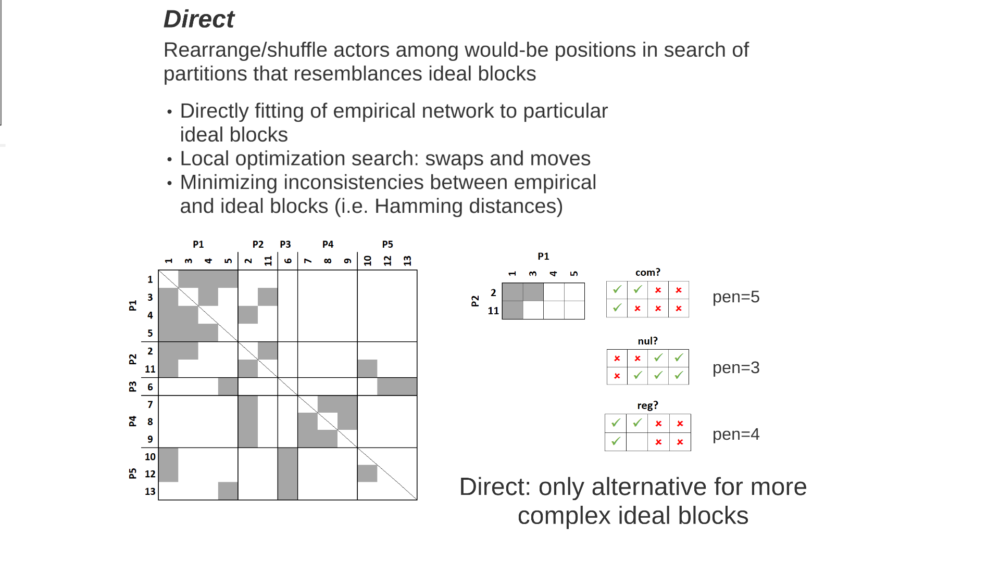 Direct
Rearrange/shuffle actors among would-be positions in search of
partitions that resemblances ideal blocks
• Directly fitting of empirical network to particular
ideal blocks
• Local optimization search: swaps and moves
• Minimizing inconsistencies between empirical
and ideal blocks (i.e. Hamming distances)
P1 P2 P3 P4 P5
1 3 4 5 2 11 6 7 8 9 10 12 13
P1
1
3
4
5
P2
2
11
P3
6
P4
7
8
9
P5
10
12
13
P1
1 3 4 5
P2
2
11
com?
✓ ✓ ✘ ✘
✓ ✘ ✘ ✘
pen=5
nul?
✘ ✘ ✓ ✓
✘ ✓ ✓ ✓
pen=3
reg?
✓ ✓ ✘ ✘
✓ ✘ ✘
pen=4
Direct: only alternative for more
complex ideal blocks